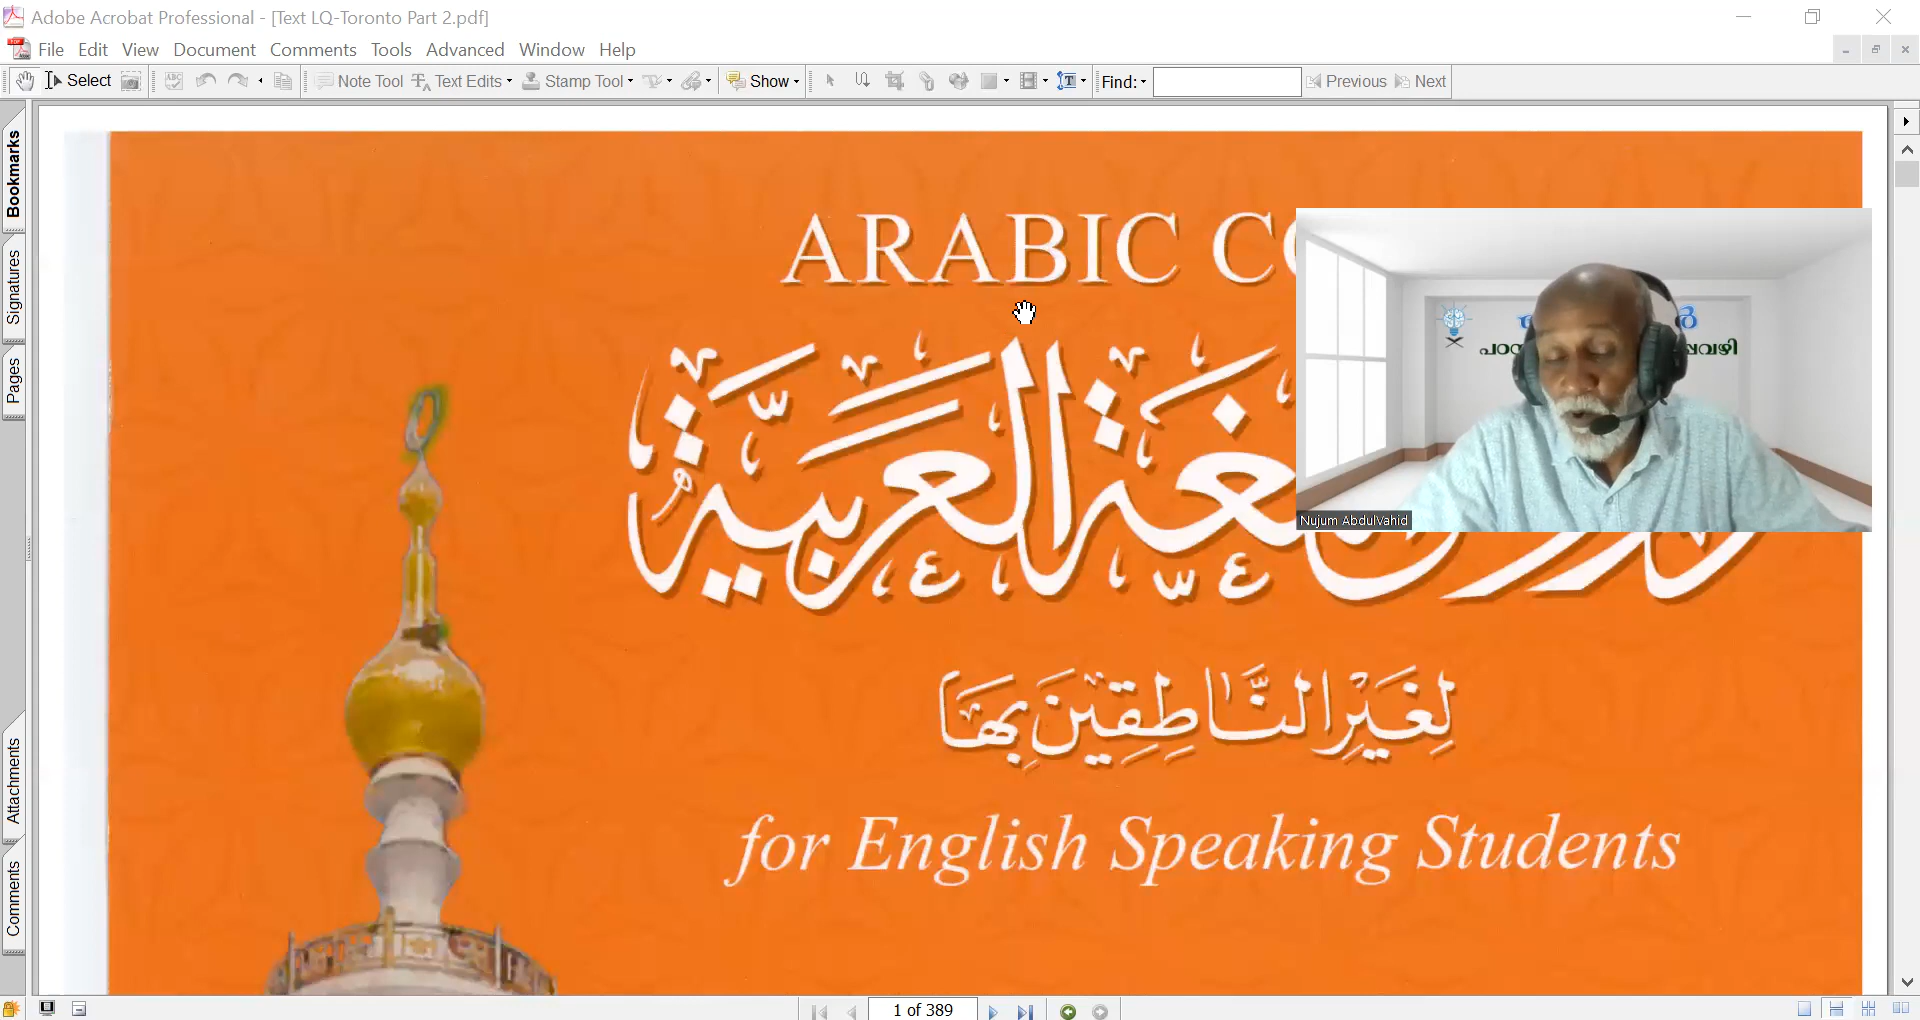 Adobe Acrobat Professional - [Text LQ-Toronto Part 2.pdf]
File Edit View Document Comments Tools Advanced Window Help
Select Note Tool Text Edits Stamp Tool Show Find: Previous Next
Bookmarks
Signatures
Pages
Attachments
Comments
ARABIC
اللُّغَةِ الْعَرَبِيَّةِ
لِغَيْرِ النَّاطِقِيْنَ بِهَا
for English Speaking Students
Nujum AbdulVahid
1 of 389